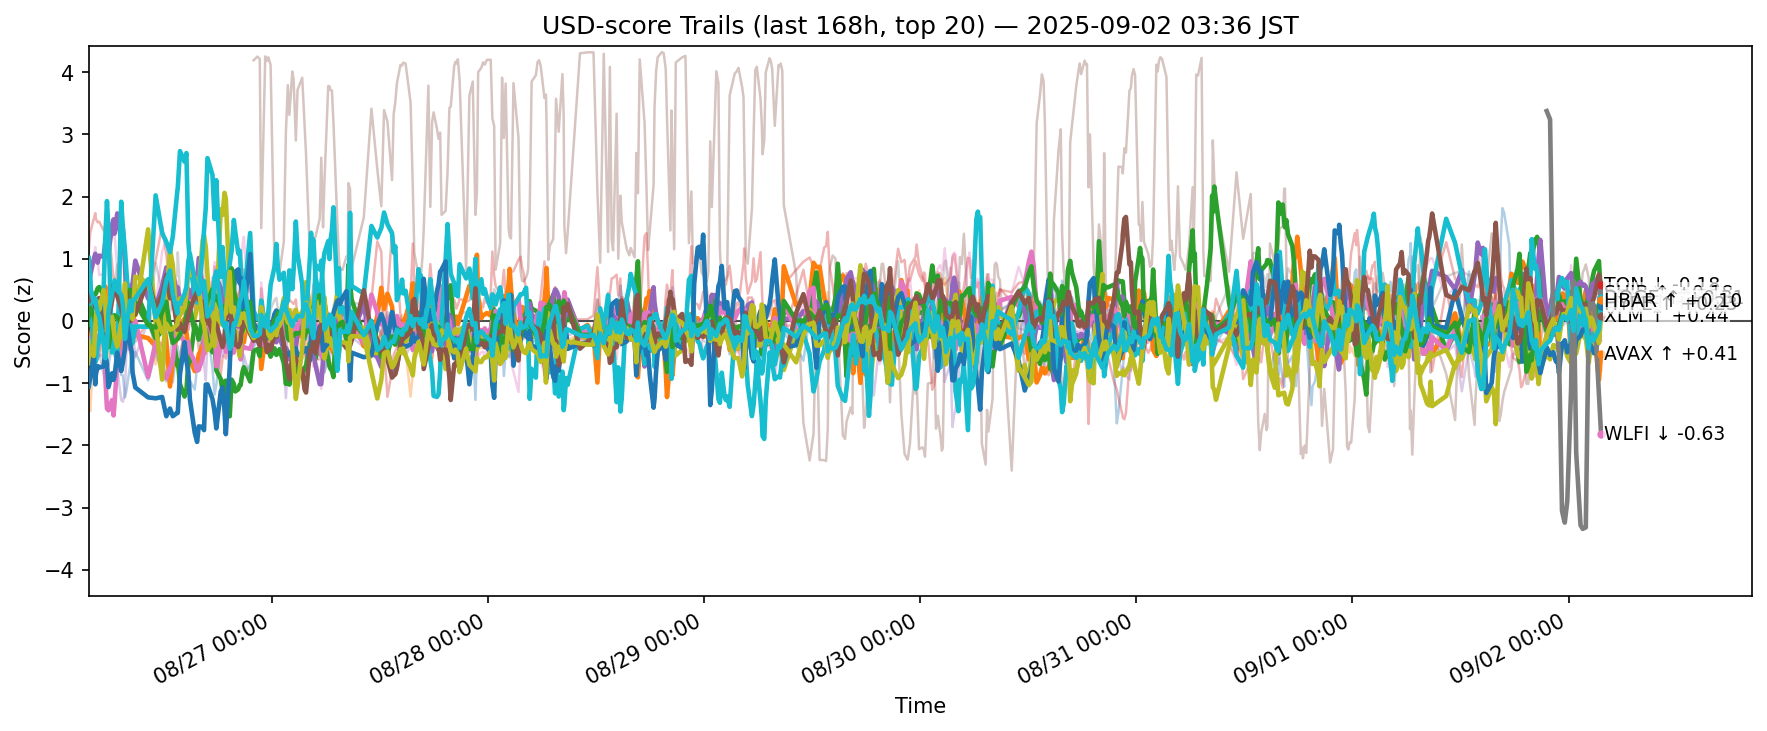 USD-score Trails (last 168h, top 20) — 2025-09-02 03:36 JST
Score (z)
4
3
2
1
0
−1
−2
−3
−4
TON ↓ -0.18
HBAR ↑ +0.10
XLM ↑ +0.44
AVAX ↑ +0.41
WLFI ↓ -0.63
08/27 00:00
08/28 00:00
08/29 00:00
08/30 00:00
08/31 00:00
09/01 00:00
09/02 00:00
Time